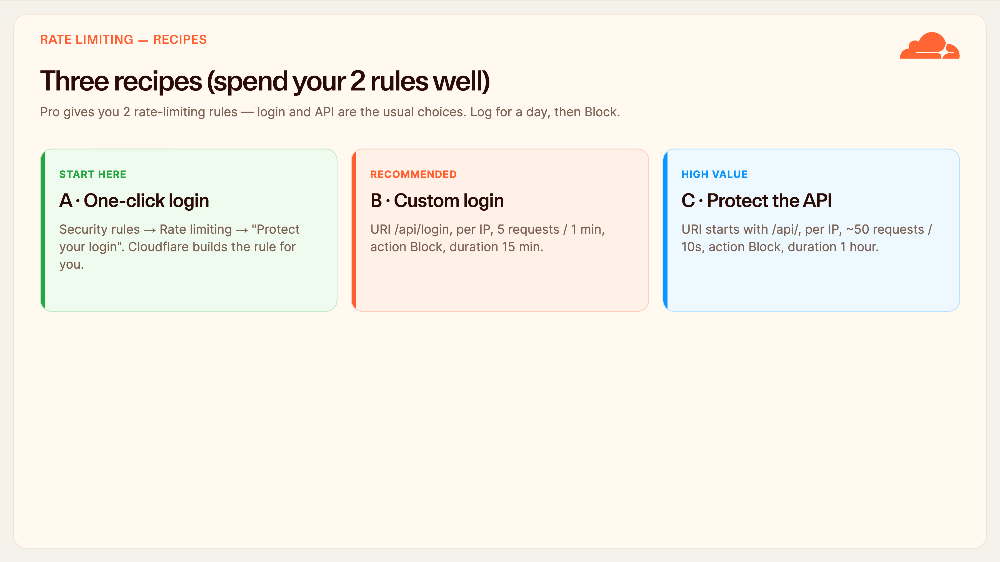 RATE LIMITING — RECIPES
Three recipes (spend your 2 rules well)
Pro gives you 2 rate-limiting rules — login and API are the usual choices. Log for a day, then Block.
START HERE
A · One-click login
Security rules → Rate limiting → "Protect
your login". Cloudflare builds the rule for
you.
RECOMMENDED
B · Custom login
URI /api/login, per IP, 5 requests / 1 min,
action Block, duration 15 min.
HIGH VALUE
C · Protect the API
URI starts with /api/, per IP, ~50 requests /
10s, action Block, duration 1 hour.